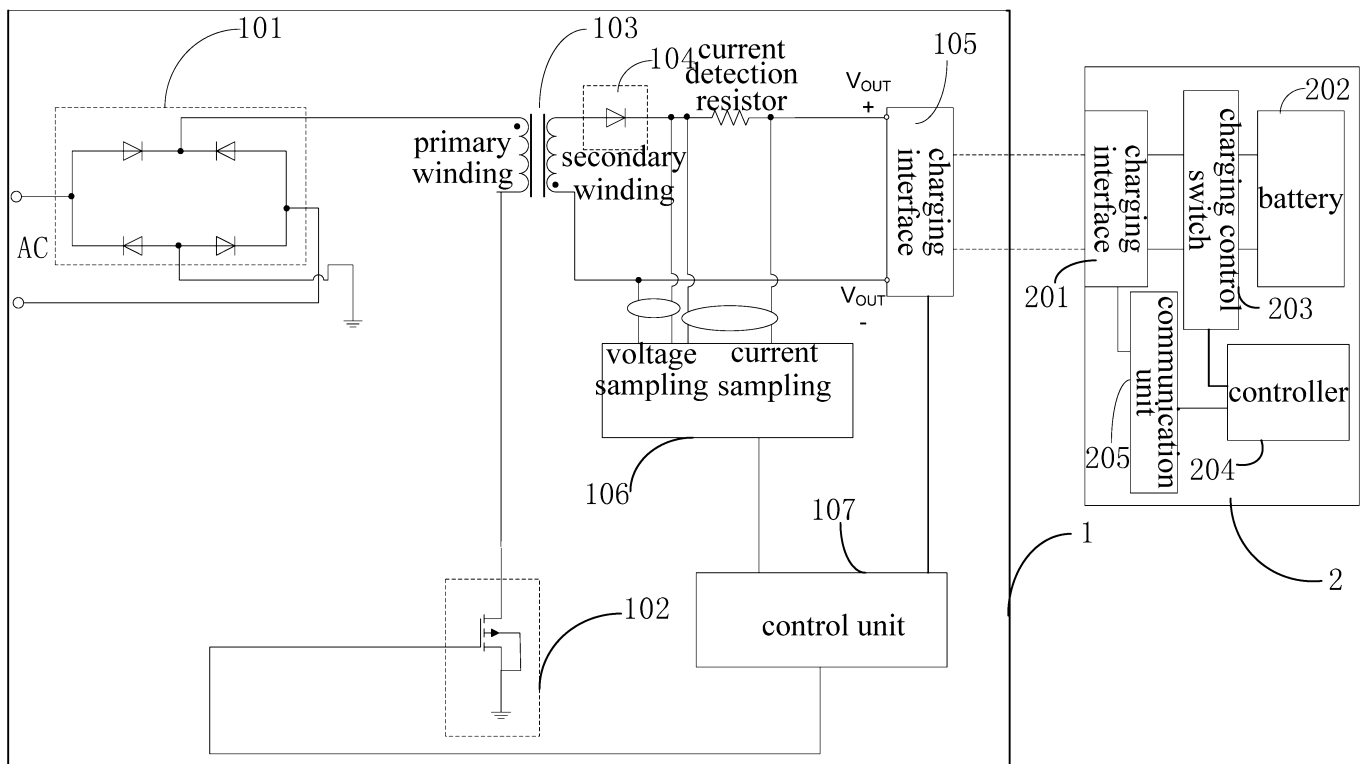 101
103
104
current
detection
resistor
105
VOUT
+
202
primary
winding
secondary
winding
charging
interface
charging
interface
charging control
switch
battery
AC
201
VOUT
-
203
communication
unit
voltage
sampling
current
sampling
controller
205
204
106
107
1
2
102
control unit